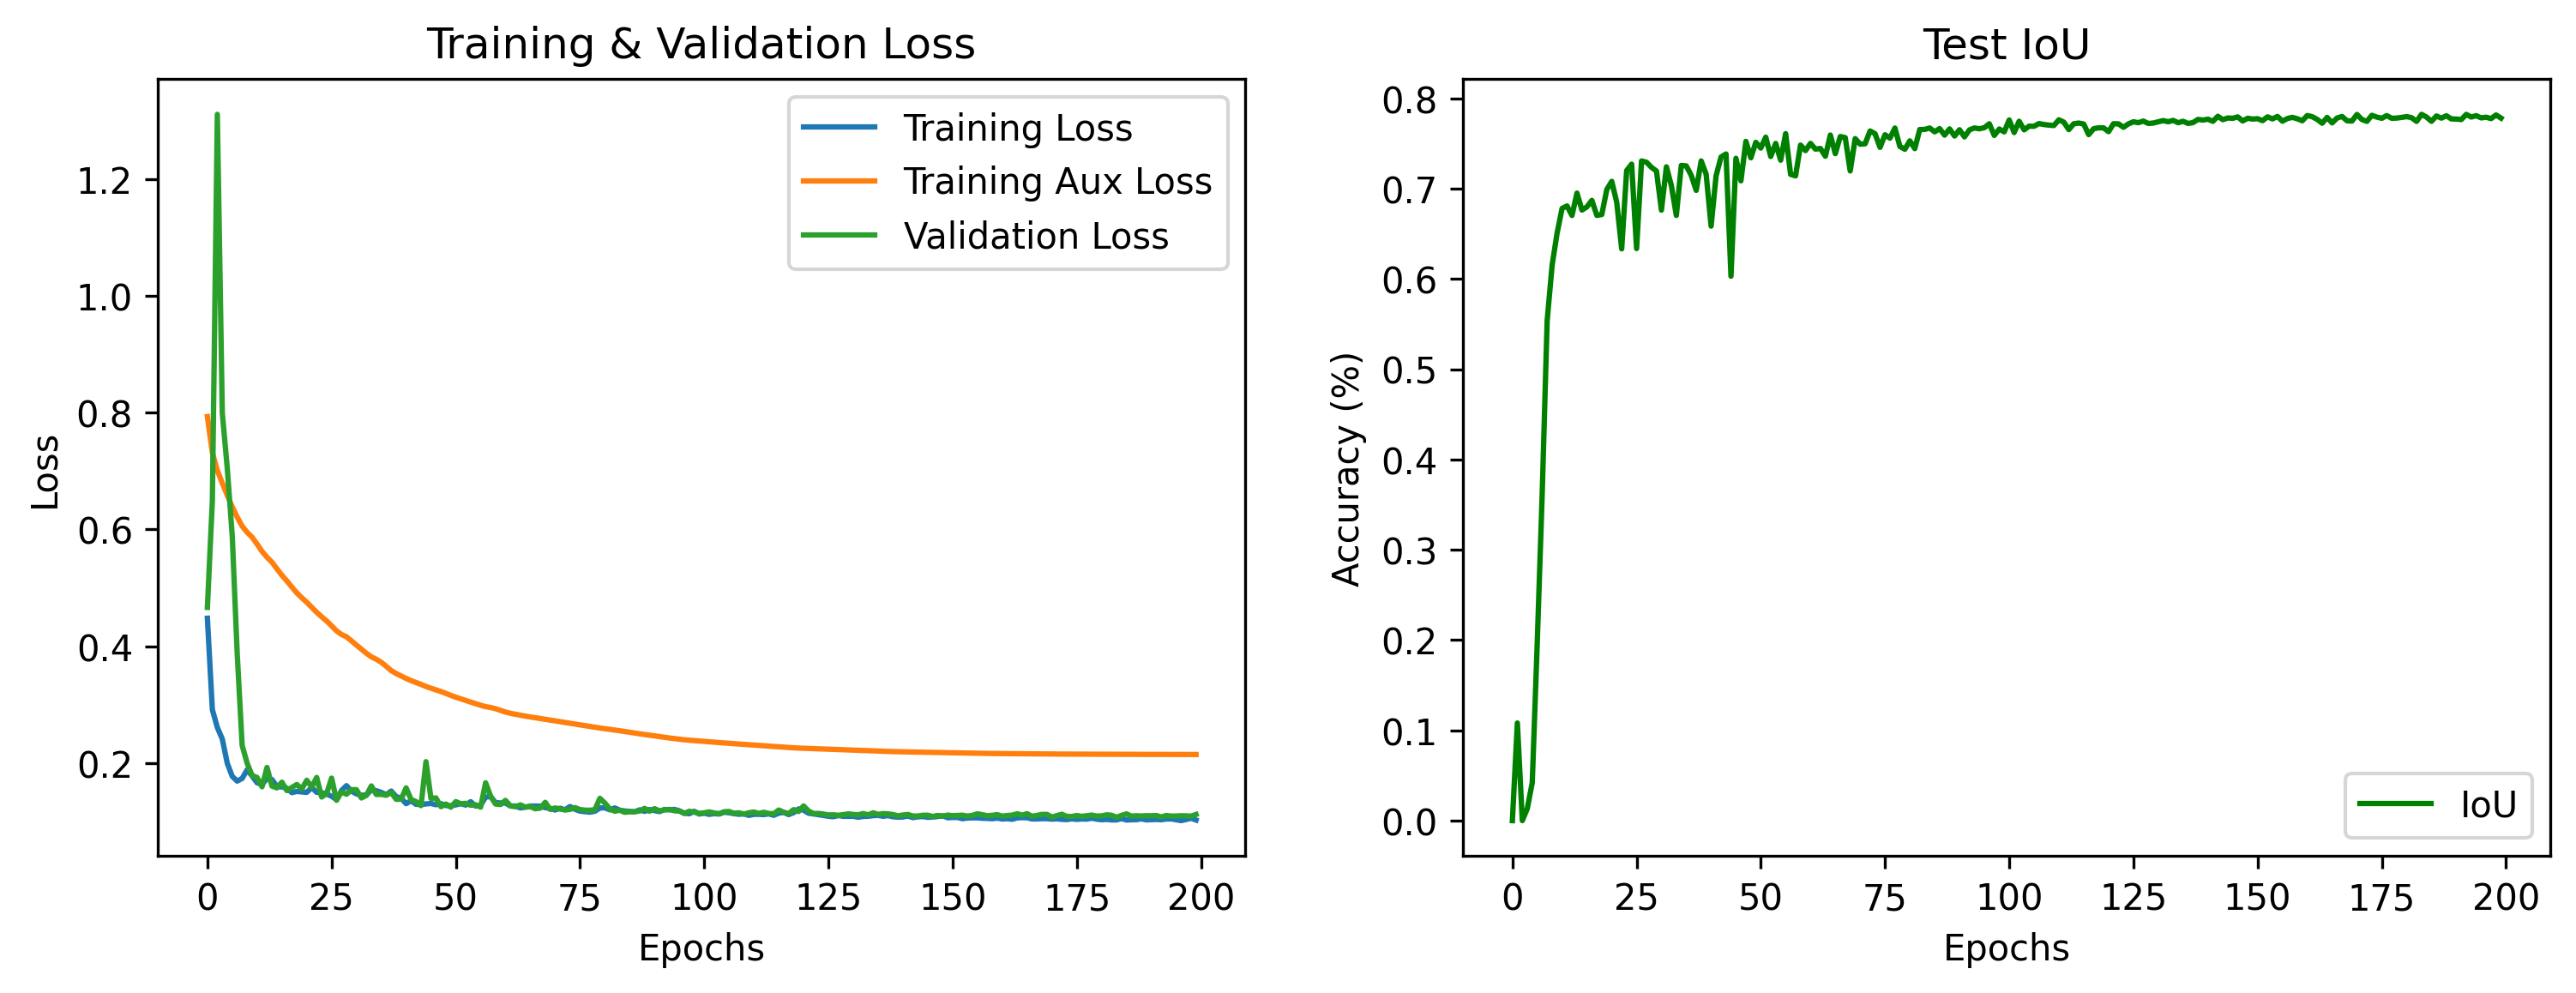 Training & Validation Loss
Training Loss
Training Aux Loss
Validation Loss
1.2
1.0
0.8
0.6
0.4
0.2
Loss
0 25 50 75 100 125 150 175 200
Epochs
Test IoU
0.8
0.7
0.6
0.5
0.4
0.3
0.2
0.1
0.0
Accuracy (%)
IoU
0 25 50 75 100 125 150 175 200
Epochs